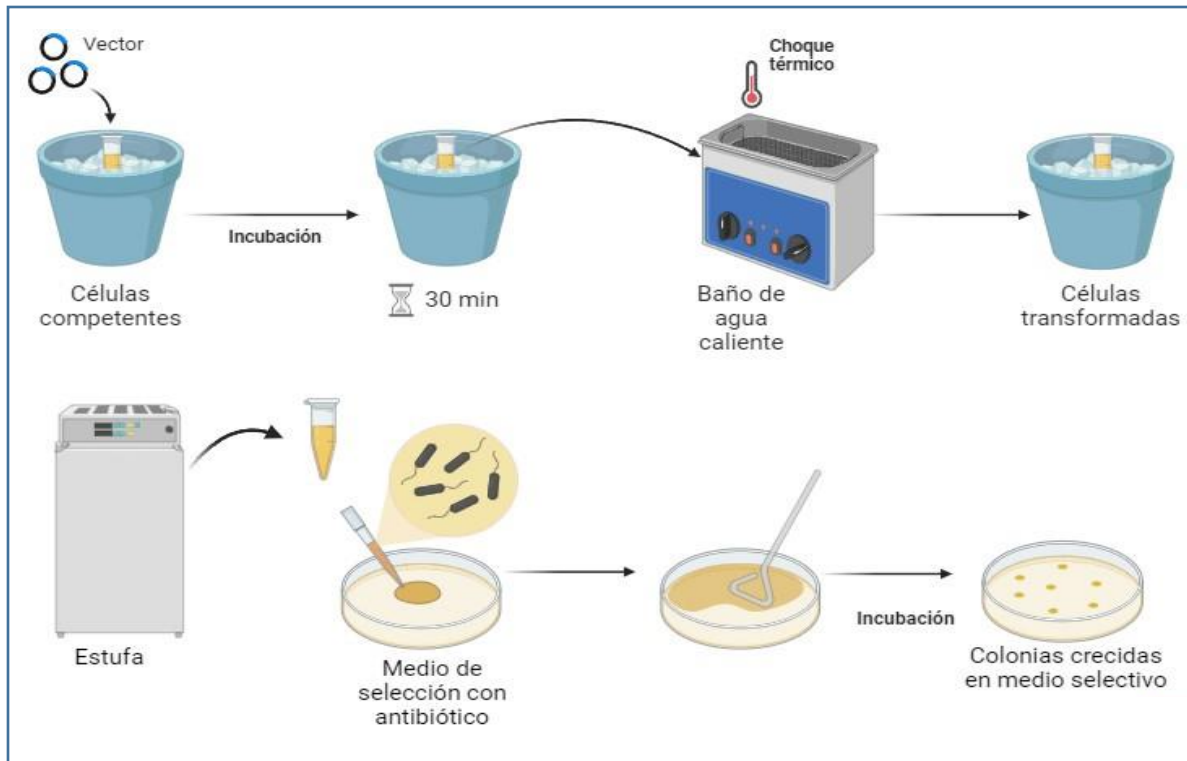 Vector
Choque
térmico
Incubación
Células
competentes
30 min
Baño de
agua
caliente
Células
transformadas
Estufa
Medio de
selección con
antibiótico
Incubación
Colonias crecidas
en medio selectivo